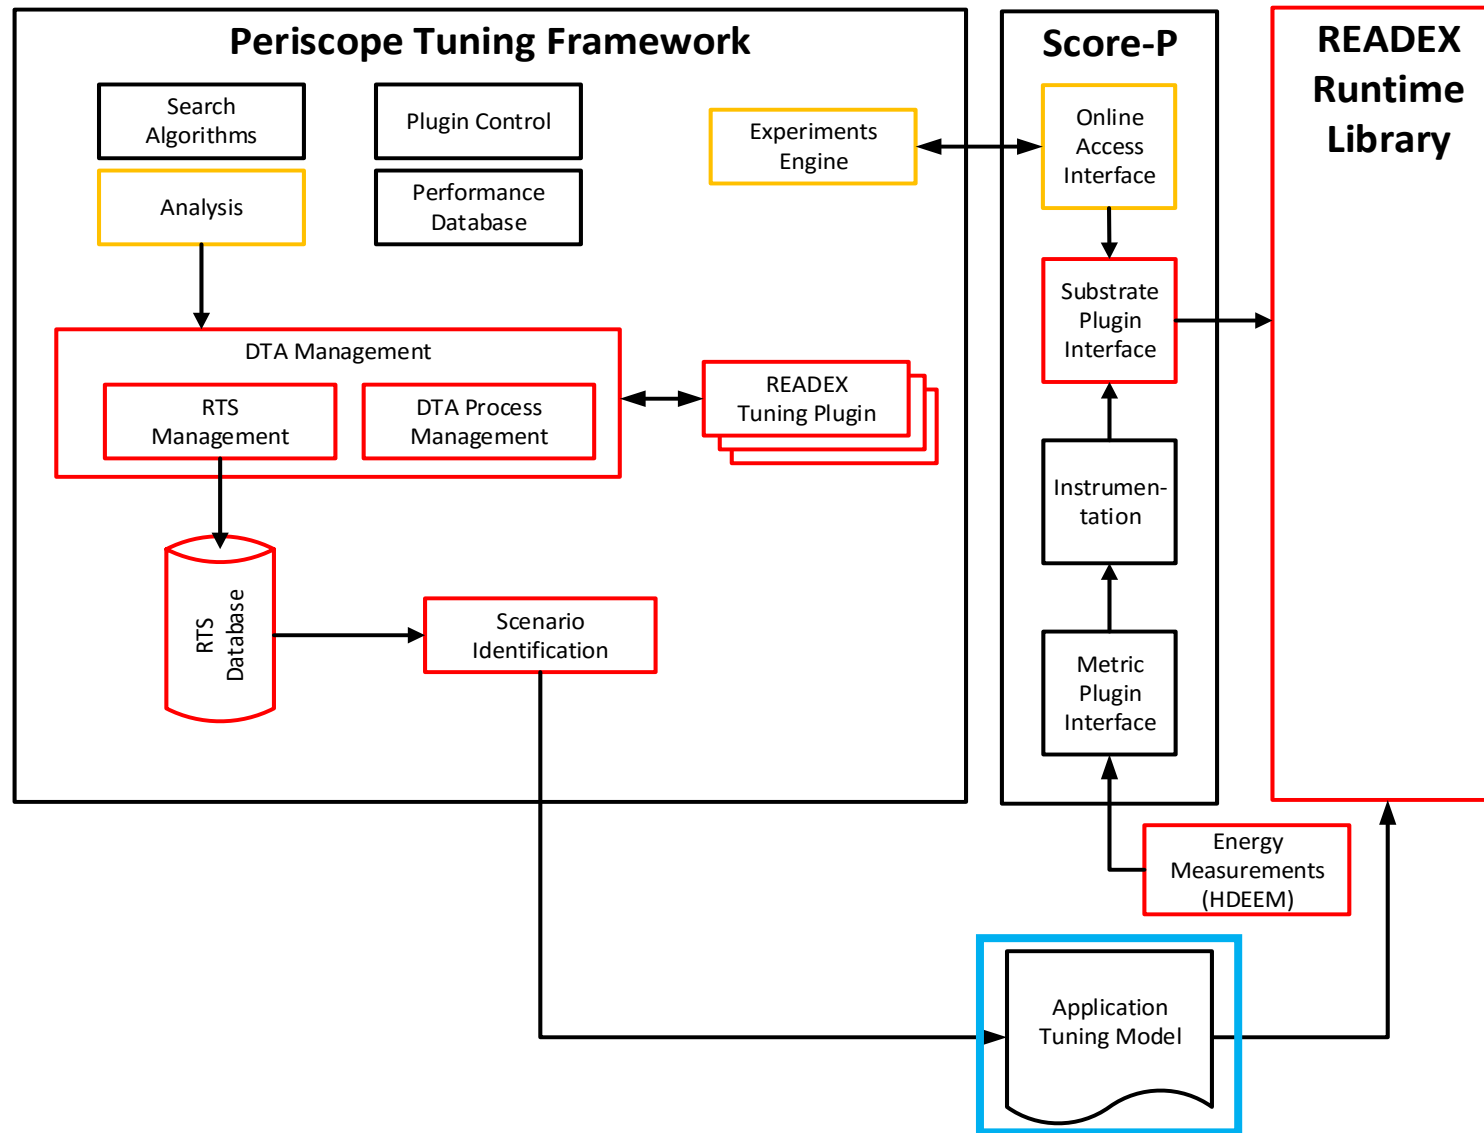 Periscope Tuning Framework
Search
Algorithms
Plugin Control
Analysis
Performance
Database
Experiments
Engine
DTA Management
RTS
Management
DTA Process
Management
READEX
Tuning Plugin
RTS
Database
Scenario
Identification
Score-P
Online
Access
Interface
Substrate
Plugin
Interface
Instrumen-
tation
Metric
Plugin
Interface
READEX
Runtime
Library
Energy
Measurements
(HDEEM)
Application
Tuning Model